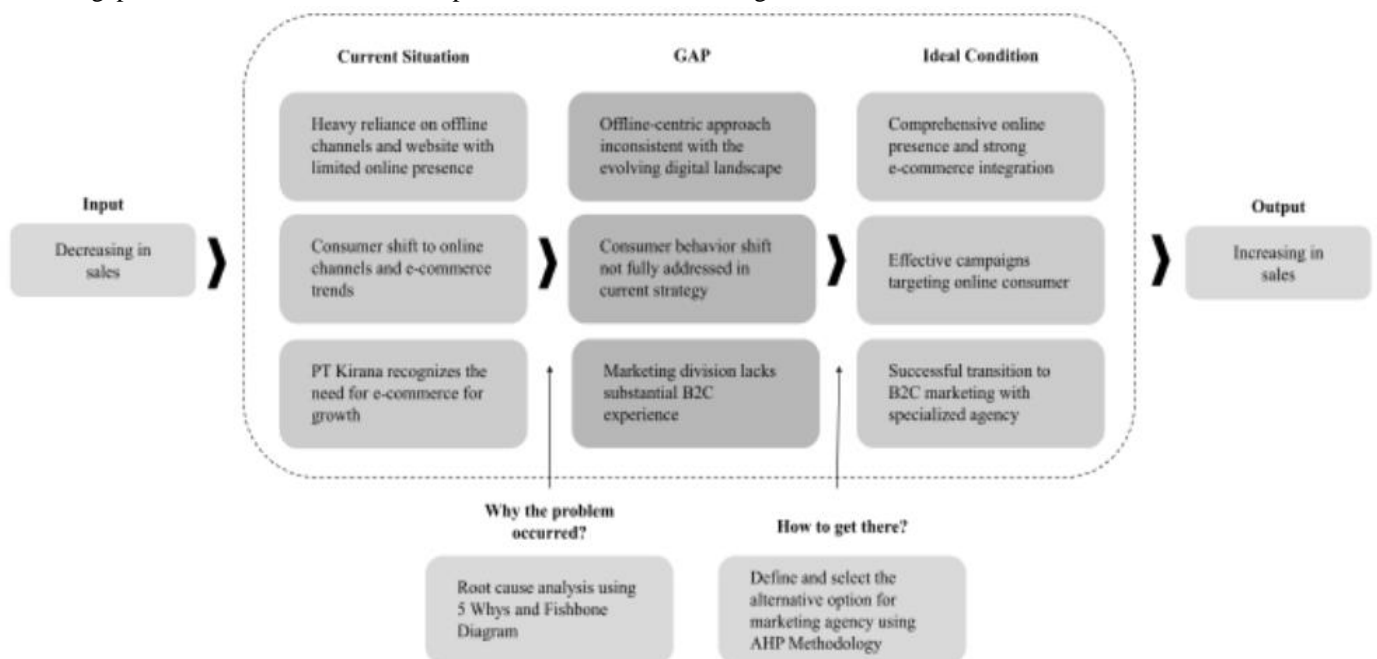 Current Situation
GAP
Ideal Condition
Heavy reliance on offline
channels and website with
limited online presence
Offline-centric approach
inconsistent with the
evolving digital landscape
Comprehensive online
presence and strong
e-commerce integration
Input
Decreasing in
sales
Consumer shift to online
channels and e-commerce
trends
Consumer behavior shift
not fully addressed in
current strategy
Effective campaigns
targeting online consumer
Output
Increasing in
sales
PT Kirana recognizes the
need for e-commerce for
growth
Marketing division lacks
substantial B2C
experience
Successful transition to
B2C marketing with
specialized agency
Why the problem
occurred?
Root cause analysis using
5 Whys and Fishbone
Diagram
How to get there?
Define and select the
alternative option for
marketing agency using
AHP Methodology